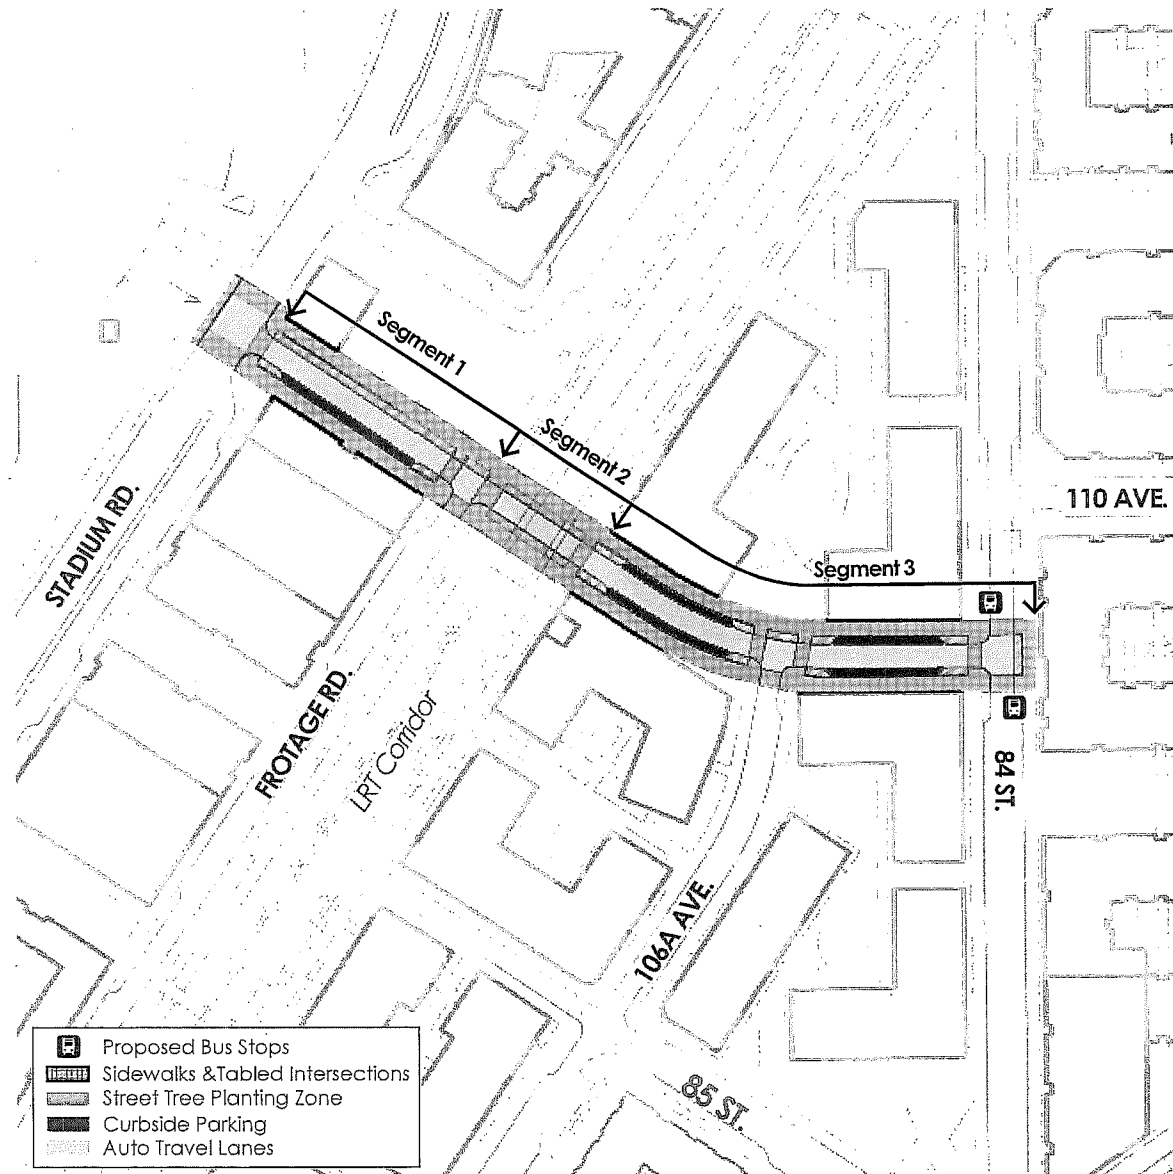 Segment 1
Segment 2
Segment 3
110 AVE.
STADIUM RD.
FROTAGE RD.
LRT Corridor
84 ST.
106A AVE.
85 ST.
Proposed Bus Stops
Sidewalks &Tabled Intersections
Street Tree Planting Zone
Curbside Parking
Auto Travel Lanes